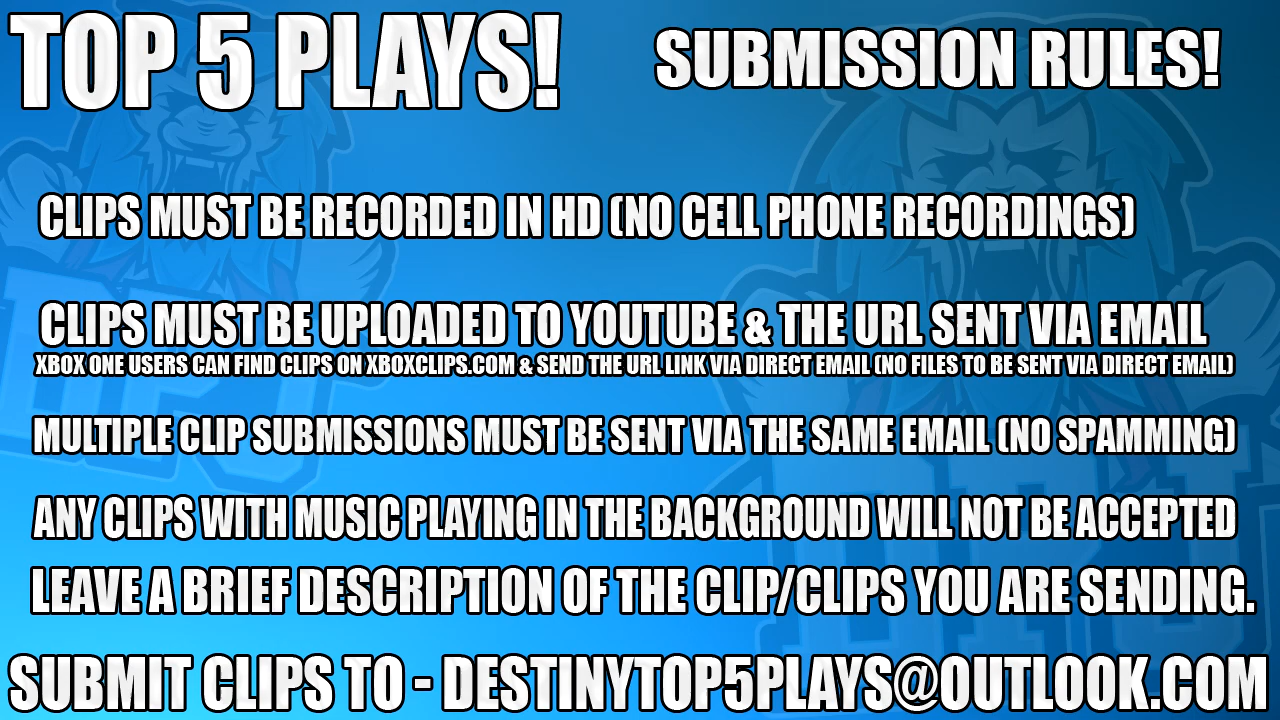 TOP 5 PLAYS!
SUBMISSION RULES!
CLIPS MUST BE RECORDED IN HD (NO CELL PHONE RECORDINGS)
CLIPS MUST BE UPLOADED TO YOUTUBE & THE URL SENT VIA EMAIL
XBOX ONE USERS CAN FIND CLIPS ON XBOXCLIPS.COM & SEND THE URL LINK VIA DIRECT EMAIL (NO FILES TO BE SENT VIA DIRECT EMAIL)
MULTIPLE CLIP SUBMISSIONS MUST BE SENT VIA THE SAME EMAIL (NO SPAMMING)
ANY CLIPS WITH MUSIC PLAYING IN THE BACKGROUND WILL NOT BE ACCEPTED
LEAVE A BRIEF DESCRIPTION OF THE CLIP/CLIPS YOU ARE SENDING.
SUBMIT CLIPS TO - DESTINYTOP5PLAYS@OUTLOOK.COM